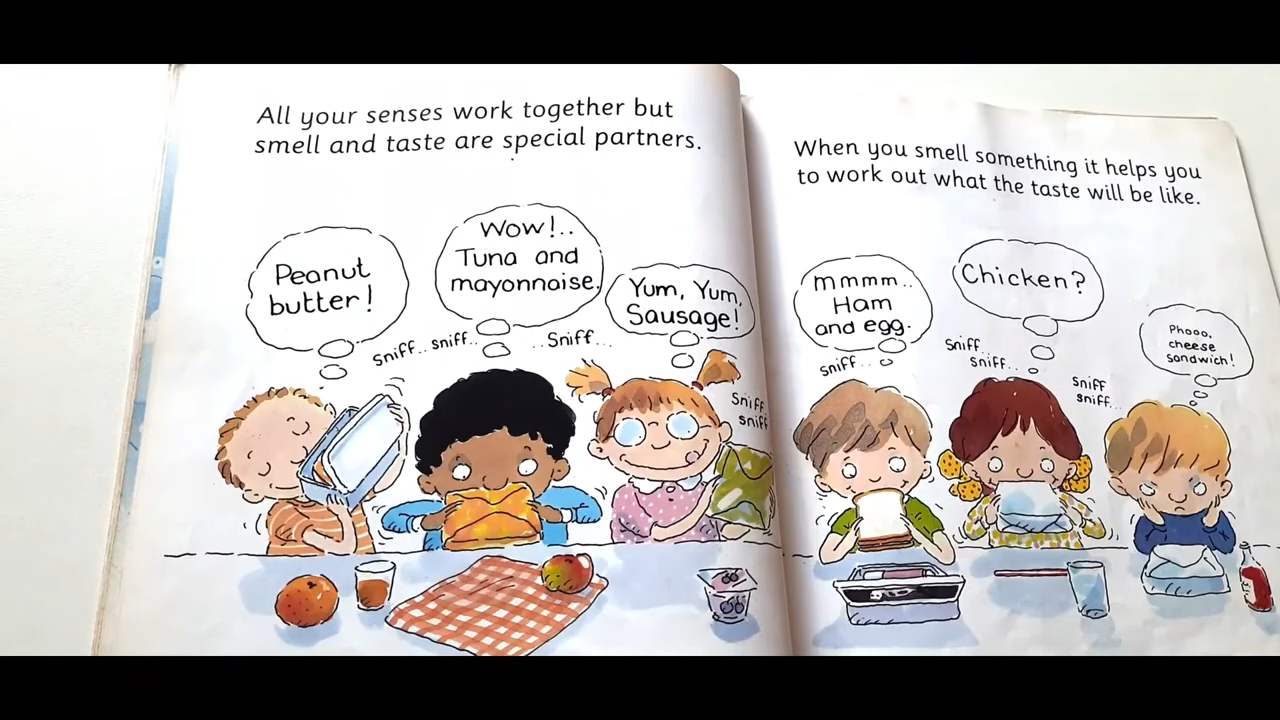 All your senses work together but
smell and taste are special partners.
Peanut
butter!
Wow!..
Tuna and
mayonnaise.
Yum, Yum,
Sausage!
Sniff.. sniff..
..Sniff...
Sniff
sniff
When you smell something it helps you
to work out what the taste will be like.
mmmm..
Ham
and egg.
Chicken?
Phooo,
cheese
sandwich!
sniff..
Sniff
sniff..
Sniff
sniff...